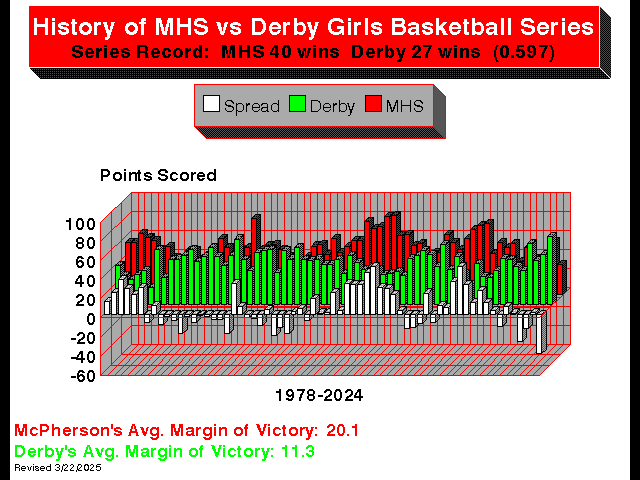 History of MHS vs Derby Girls Basketball Series
Series Record: MHS 40 wins Derby 27 wins (0.597)
Spread Derby MHS
Points Scored
100
80
60
40
20
0
-20
-40
-60
1978-2024
McPherson's Avg. Margin of Victory: 20.1
Derby's Avg. Margin of Victory: 11.3
Revised 3/22/2025